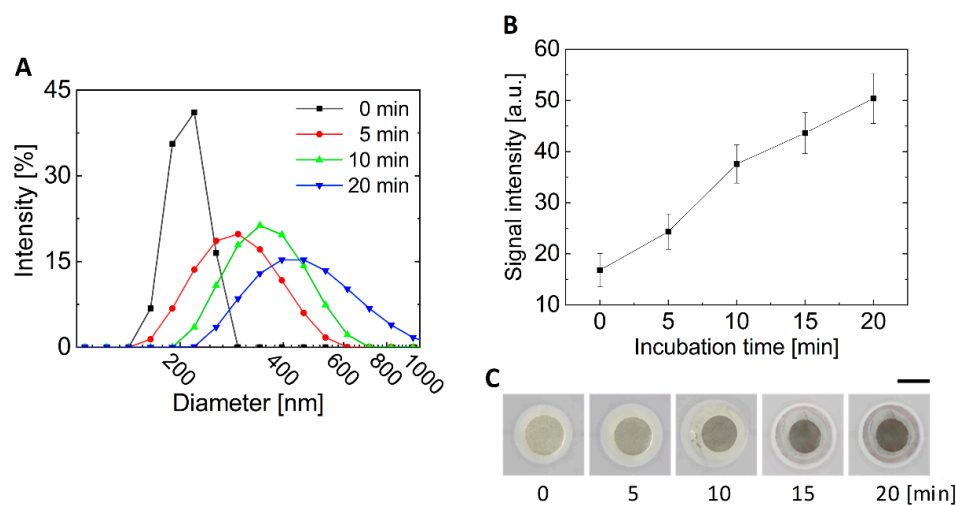 A
45
30
15
0
Intensity [%]
0 min
5 min
10 min
20 min
200
400
600
800
1000
Diameter [nm]
B
60
50
40
30
20
10
Signal intensity [a.u.]
0 5 10 15 20
Incubation time [min]
C
0 5 10 15 20 [min]